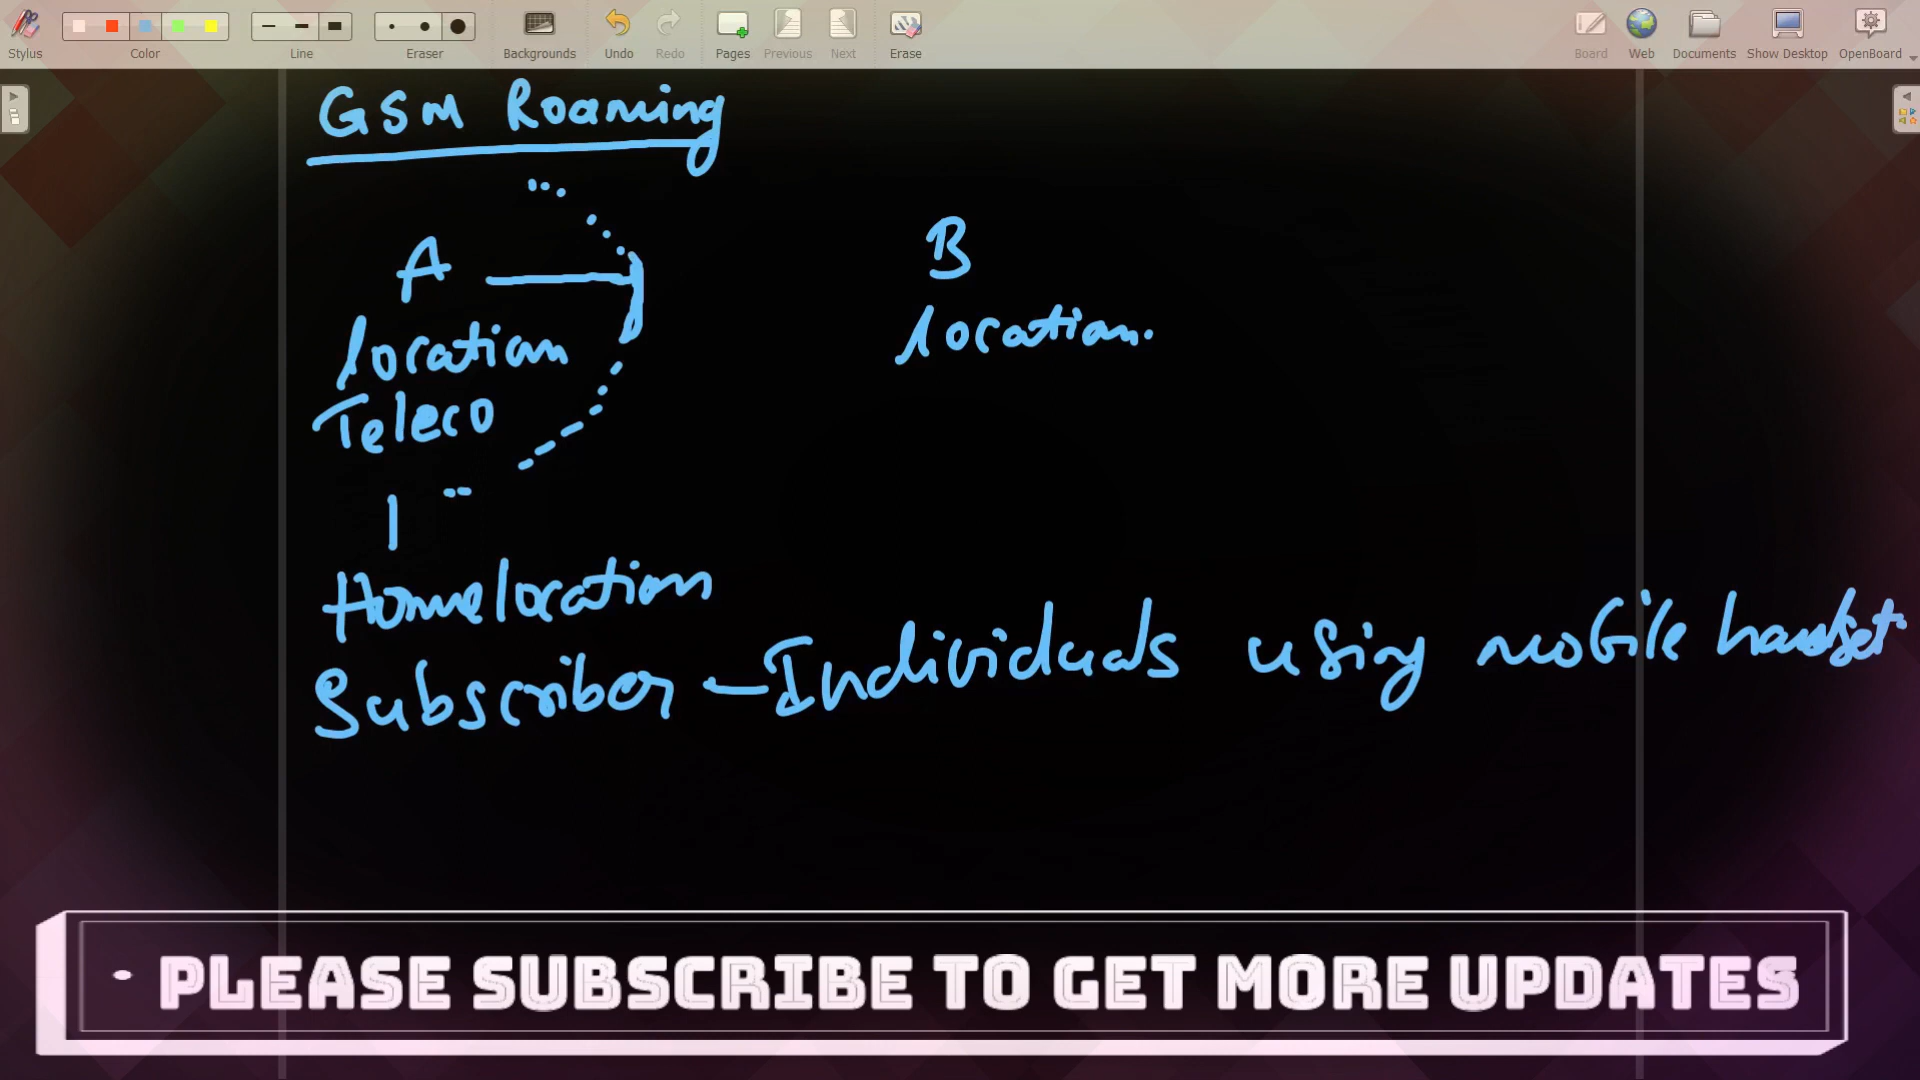 Stylus Color Line Eraser Backgrounds Undo Redo Pages Previous Next Erase Board Web Documents Show Desktop OpenBoard
GSM Roaming
A B
location location.
Teleco
Homelocation
Subscriber - Individuals using mobile handset.
PLEASE SUBSCRIBE TO GET MORE UPDATES